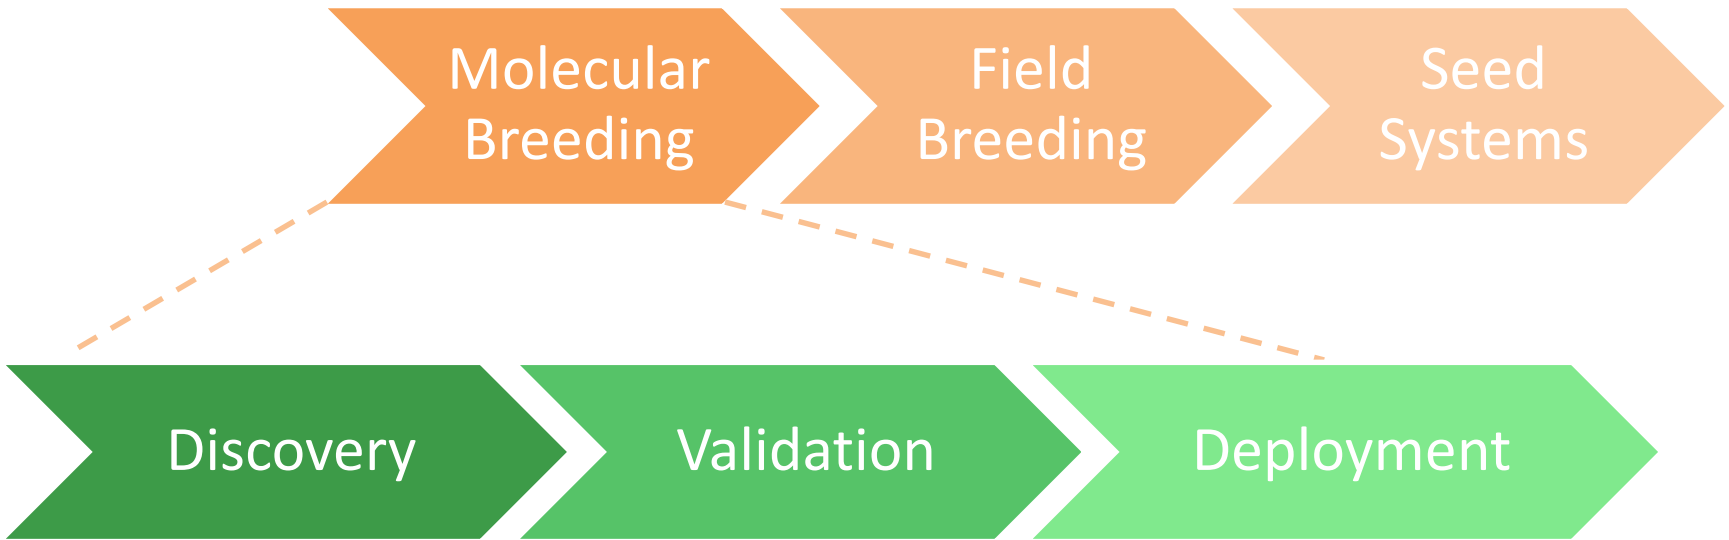 Molecular
Breeding
Field
Breeding
Seed
Systems
Discovery
Validation
Deployment